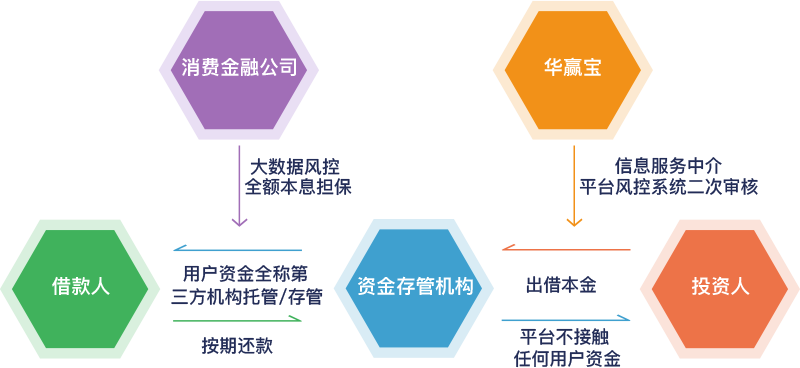 消费金融公司
华赢宝
大数据风控
全额本息担保
信息服务中介
平台风控系统二次审核
借款人
用户资金全称第
三方机构托管/存管
按期还款
资金存管机构
出借本金
平台不接触
任何用户资金
投资人